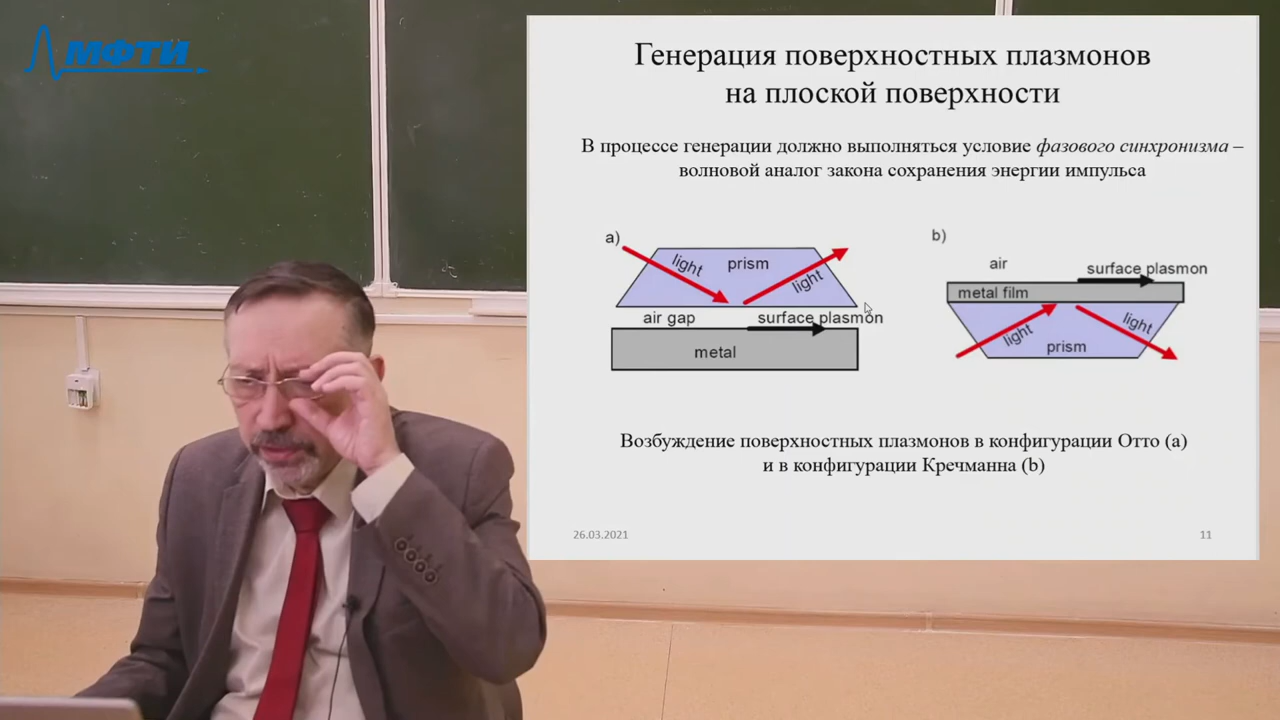 МФТИ
Генерация поверхностных плазмонов
на плоской поверхности
В процессе генерации должно выполняться условие фазового синхронизма –
волновой аналог закона сохранения энергии импульса
a)
light
prism
light
air gap
surface plasmon
metal
b)
air
surface plasmon
metal film
light
prism
light
Возбуждение поверхностных плазмонов в конфигурации Отто (a)
и в конфигурации Кречманна (b)
26.03.2021
11